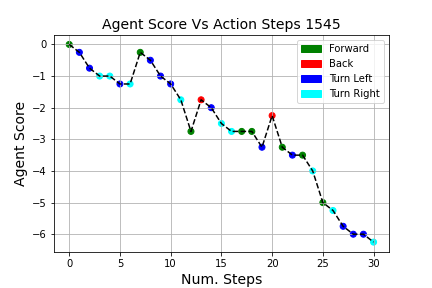 Agent Score Vs Action Steps 1545
Agent Score
0
−1
−2
−3
−4
−5
−6
Forward
Back
Turn Left
Turn Right
0 5 10 15 20 25 30
Num. Steps